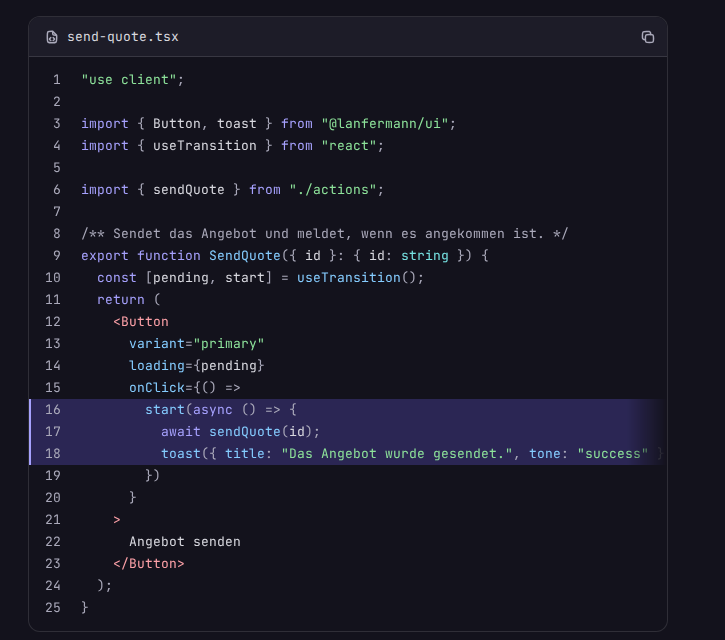 send-quote.tsx
1 "use client";
2
3 import { Button, toast } from "@lanfermann/ui";
4 import { useTransition } from "react";
5
6 import { sendQuote } from "./actions";
7
8 /** Sendet das Angebot und meldet, wenn es angekommen ist. */
9 export function SendQuote({ id }: { id: string }) {
10   const [pending, start] = useTransition();
11   return (
12     <Button
13       variant="primary"
14       loading={pending}
15       onClick={() =>
16         start(async () => {
17           await sendQuote(id);
18           toast({ title: "Das Angebot wurde gesendet.", tone: "success" }
19         })
20       }
21     >
22       Angebot senden
23     </Button>
24   );
25 }